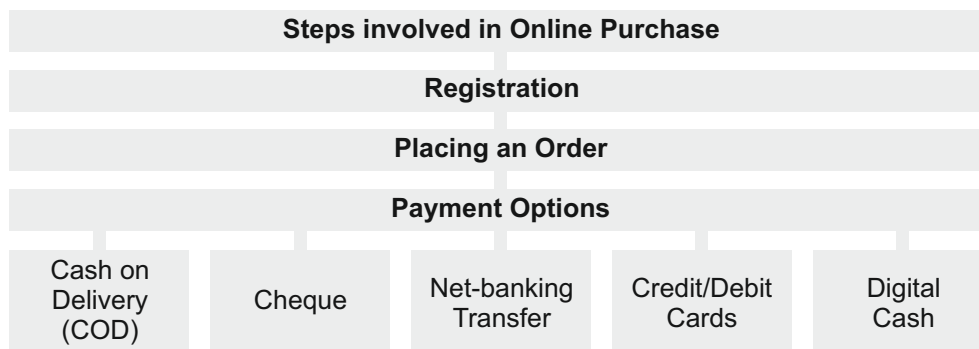 Steps involved in Online Purchase
Registration
Placing an Order
Payment Options
Cash on
Delivery
(COD)
Cheque
Net-banking
Transfer
Credit/Debit
Cards
Digital
Cash